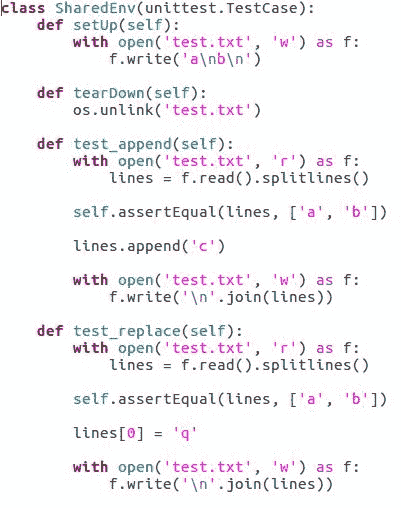 class SharedEnv(unittest.TestCase):
    def setUp(self):
        with open('test.txt', 'w') as f:
            f.write('a\nb\n')

    def tearDown(self):
        os.unlink('test.txt')

    def test_append(self):
        with open('test.txt', 'r') as f:
            lines = f.read().splitlines()

        self.assertEqual(lines, ['a', 'b'])

        lines.append('c')

        with open('test.txt', 'w') as f:
            f.write('\n'.join(lines))

    def test_replace(self):
        with open('test.txt', 'r') as f:
            lines = f.read().splitlines()

        self.assertEqual(lines, ['a', 'b'])

        lines[0] = 'q'

        with open('test.txt', 'w') as f:
            f.write('\n'.join(lines))